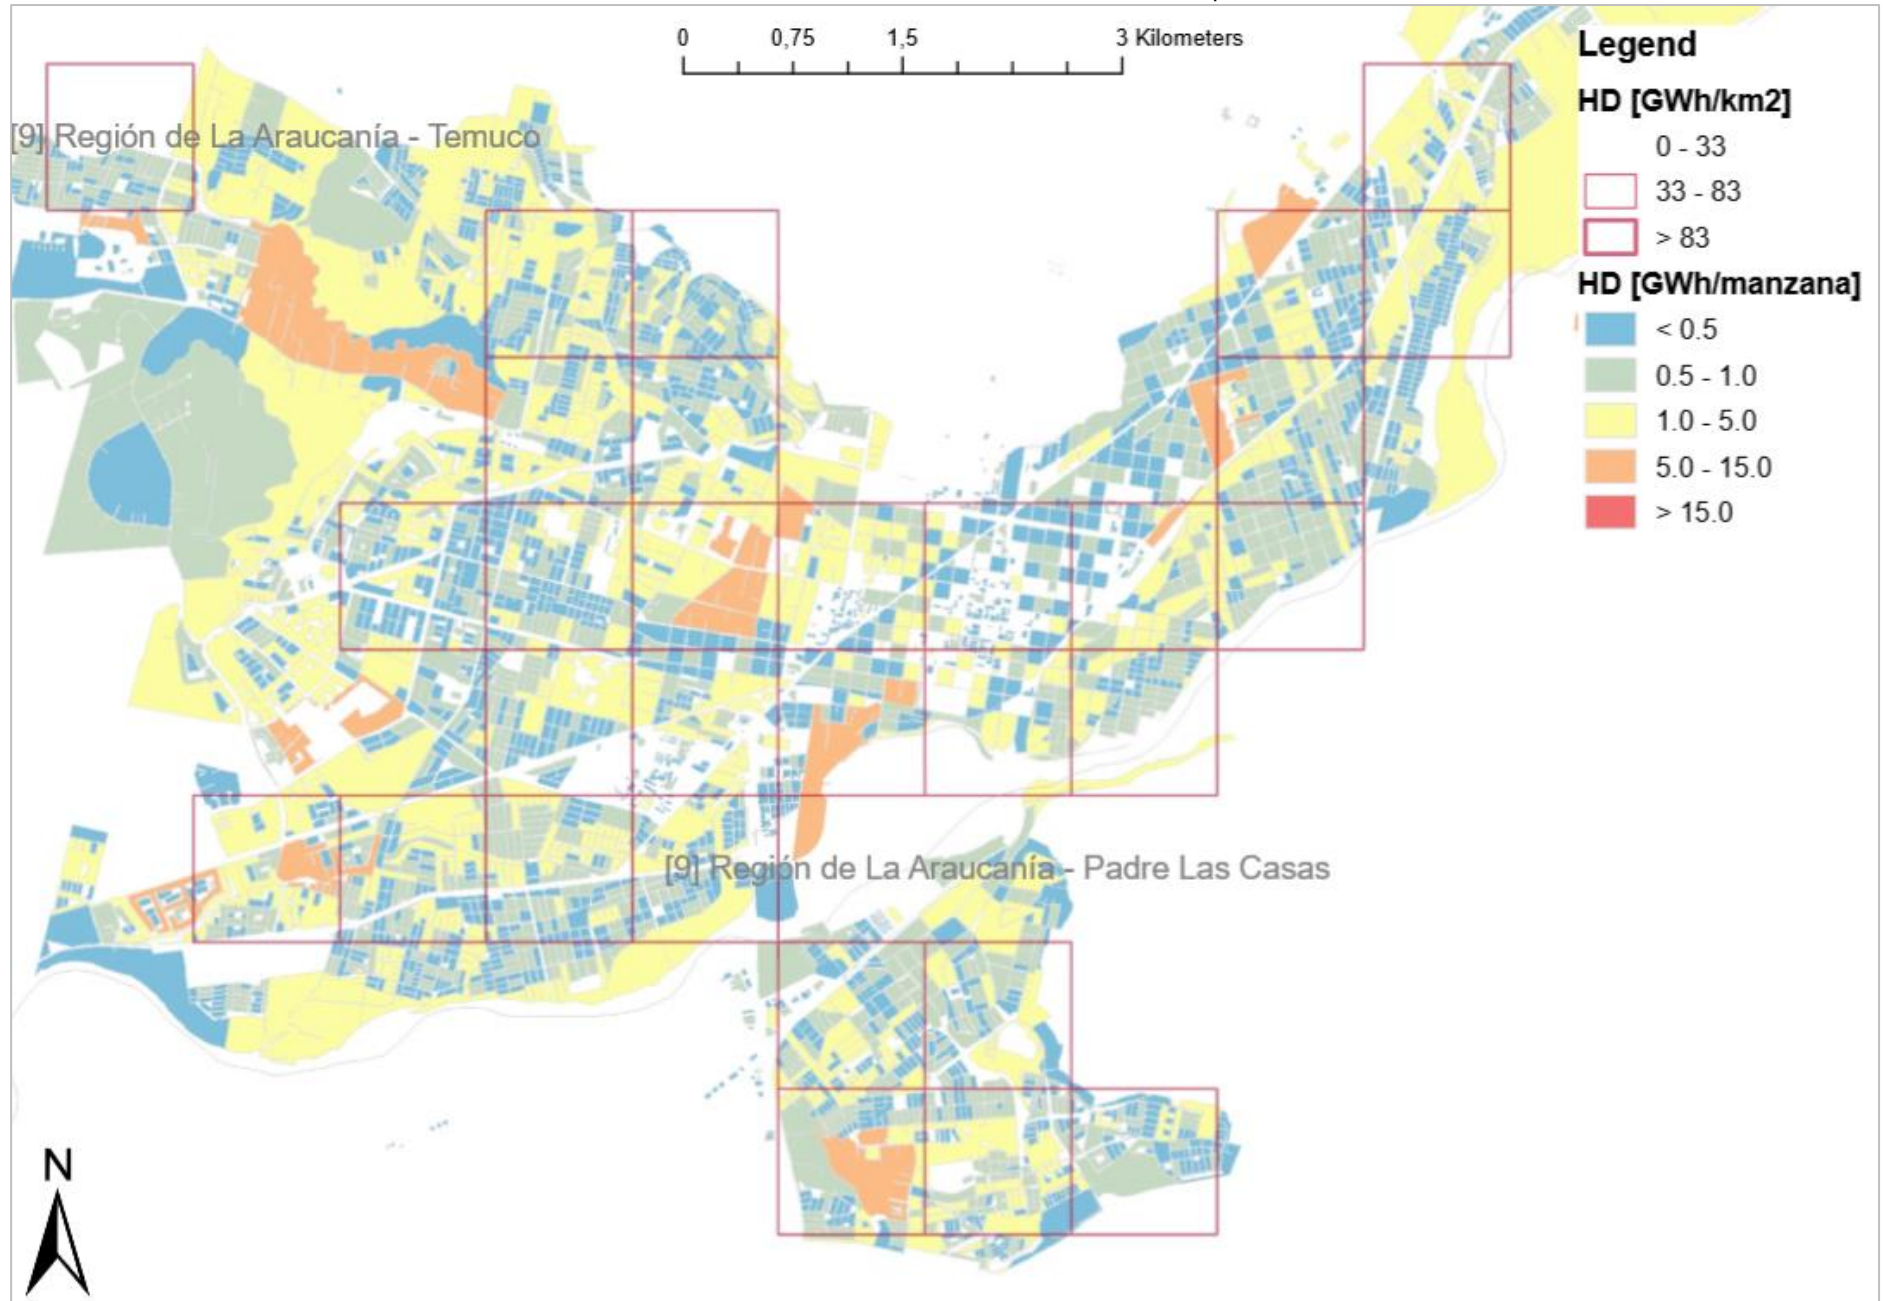 0 0,75 1,5 3 Kilometers
Legend
HD [GWh/km2]
0 - 33
33 - 83
> 83
HD [GWh/manzana]
< 0.5
0.5 - 1.0
1.0 - 5.0
5.0 - 15.0
> 15.0
[9] Región de La Araucanía - Temuco
[9] Región de La Araucanía - Padre Las Casas
N